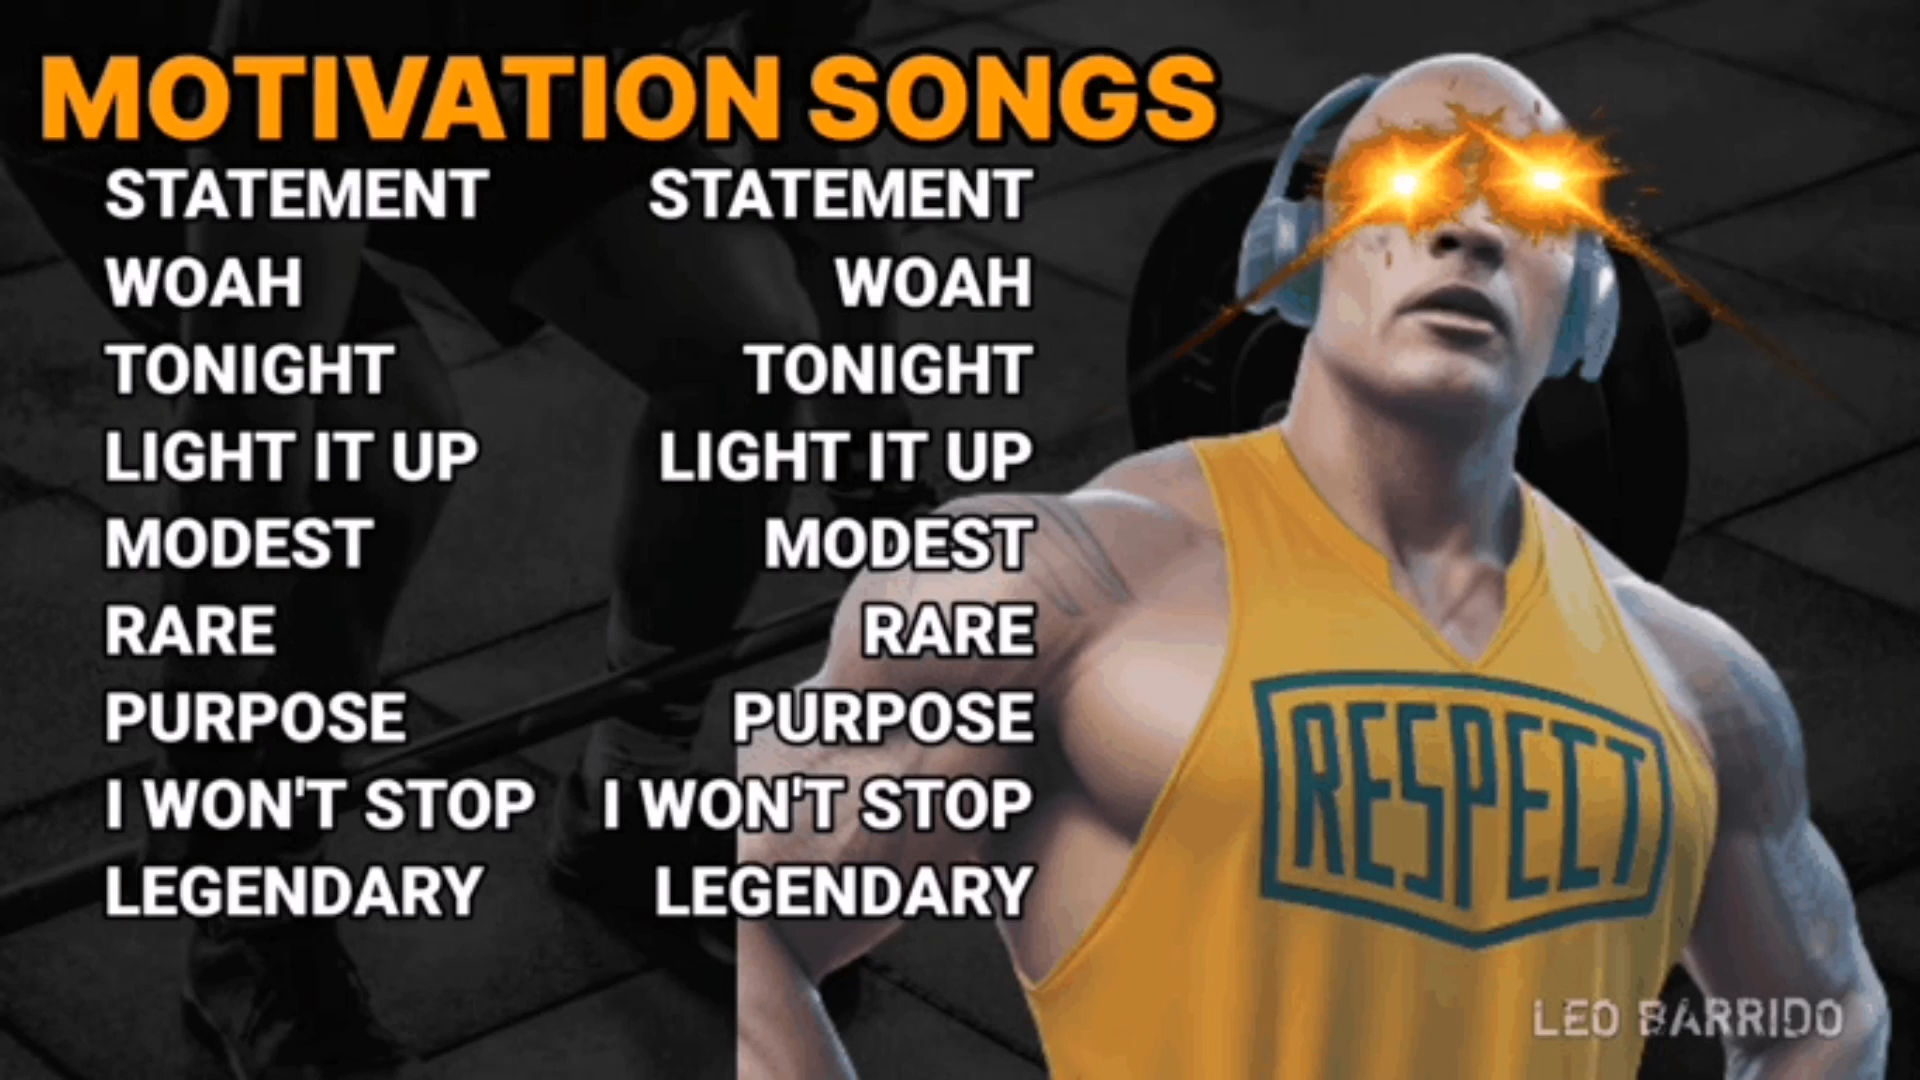 MOTIVATION SONGS
STATEMENT STATEMENT
WOAH WOAH
TONIGHT TONIGHT
LIGHT IT UP LIGHT IT UP
MODEST MODEST
RARE RARE
PURPOSE PURPOSE
I WON'T STOP I WON'T STOP
LEGENDARY LEGENDARY
RESPECT
LEO BARRIDO